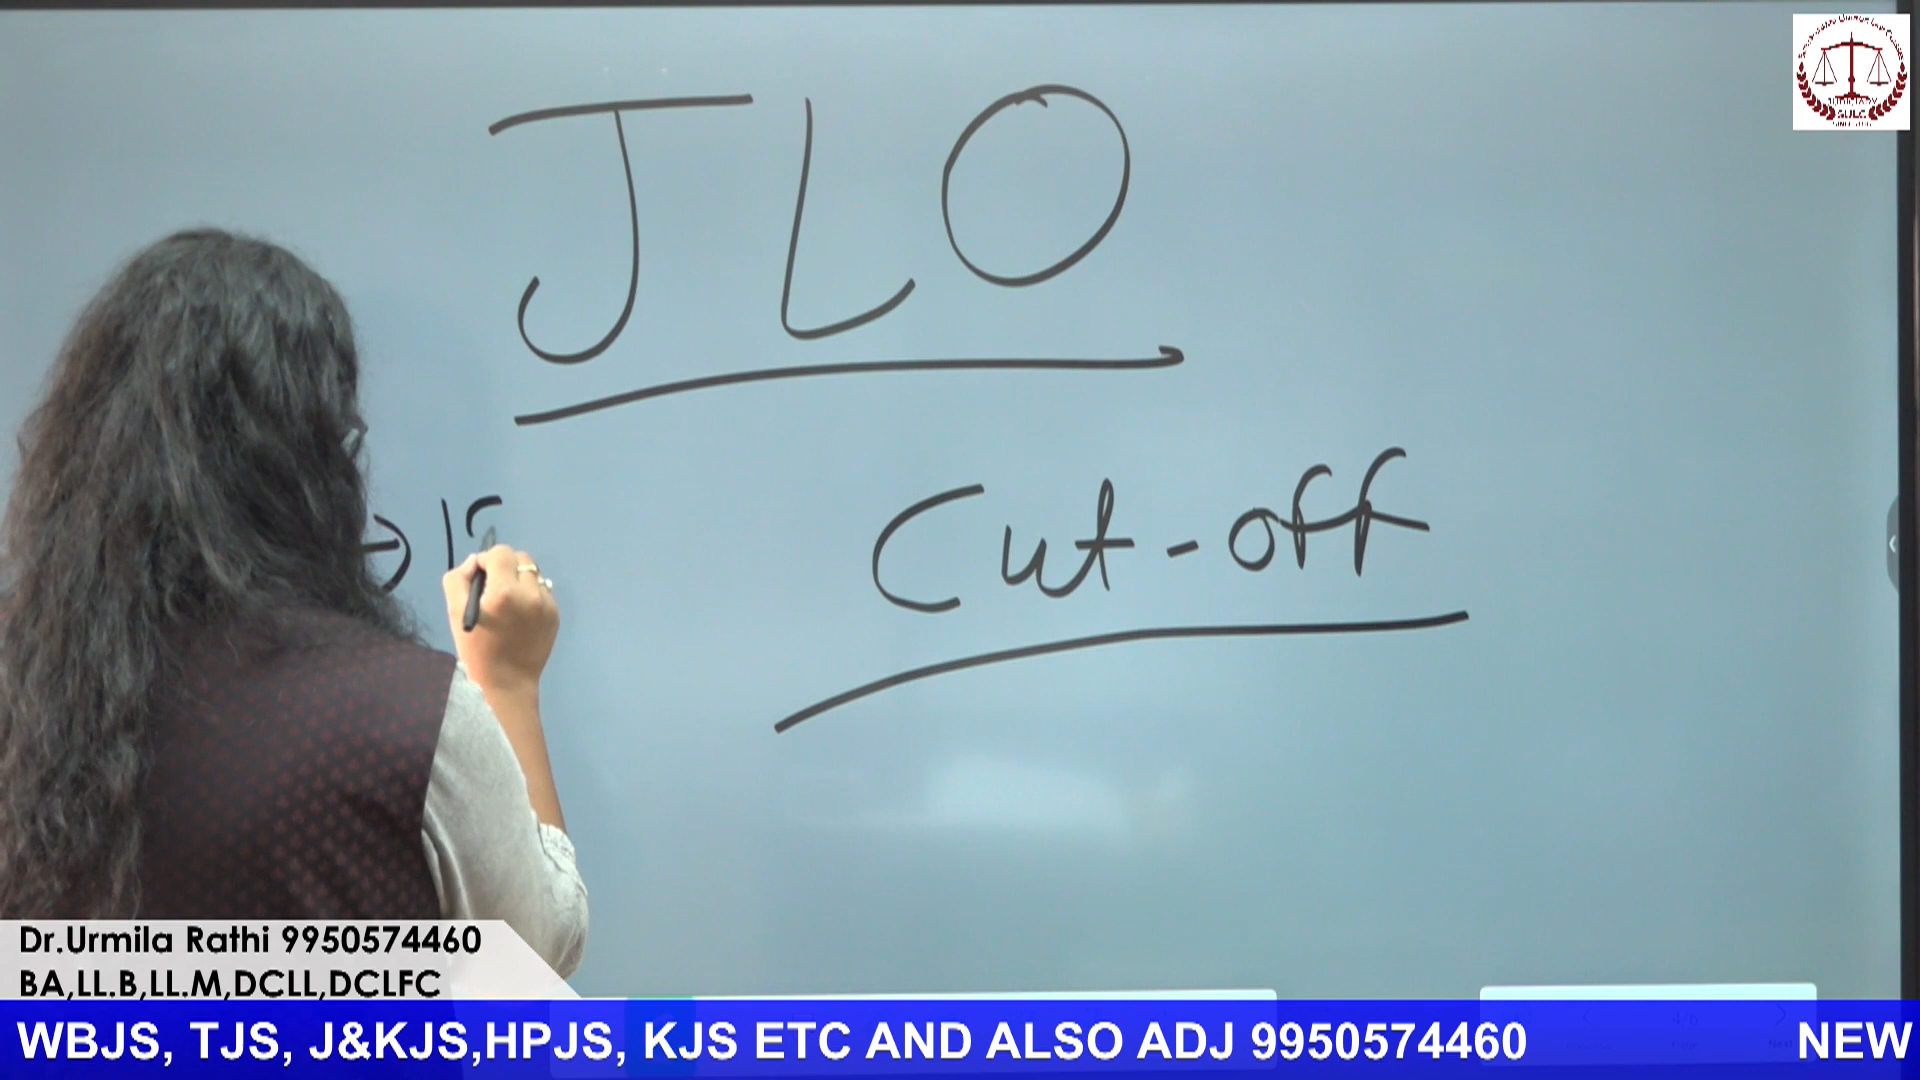 JLO
Cut-off
Dr.Urmila Rathi 9950574460
BA,LL.B,LL.M,DCLL,DCLFC
WBJS, TJS, J&KJS,HPJS, KJS ETC AND ALSO ADJ 9950574460 NEW